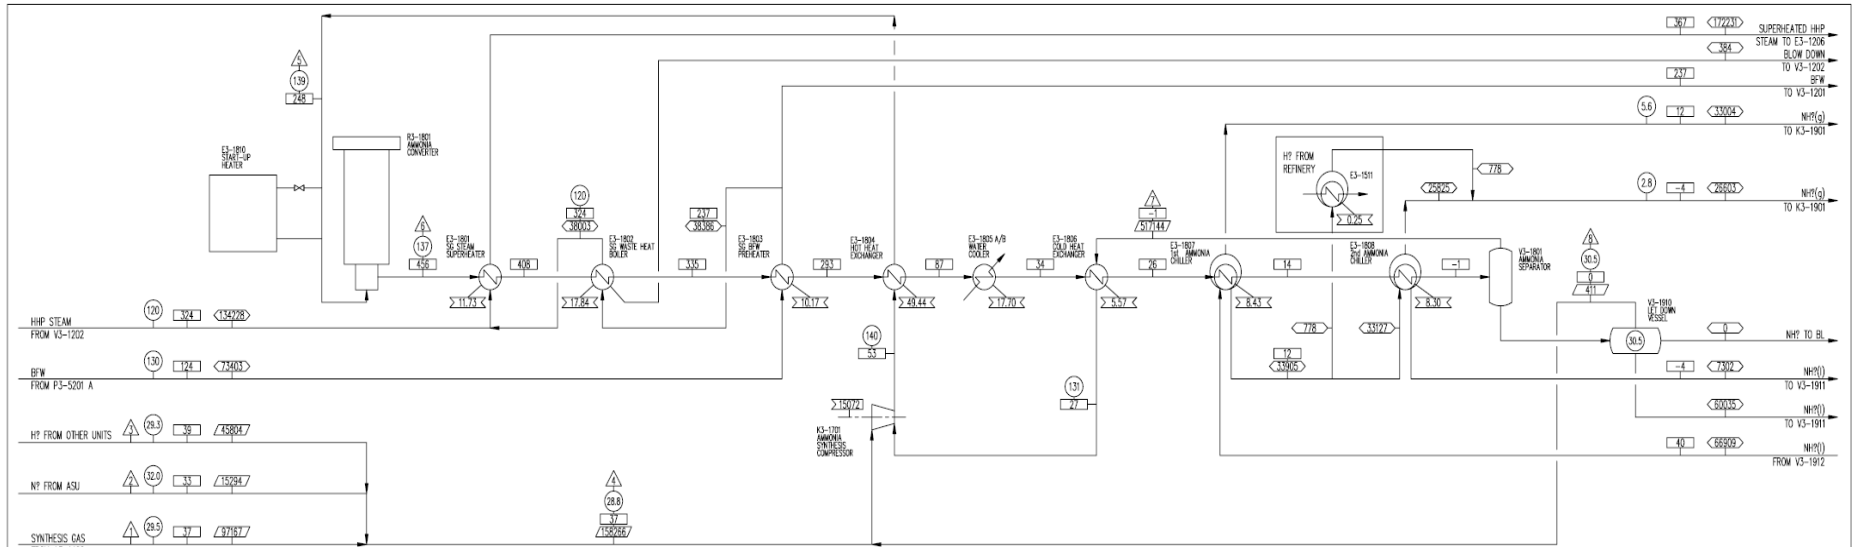 367
172231
SUPERHEATED HHP
STEAM TO E3-1206
384
BLOW DOWN
TO V3-1202
237
BFW
TO V3-1201
5.6
12
33004
NH?(g)
TO K3-1901
2.8
-4
26603
NH?(g)
TO K3-1901
5
139
248
R3-1801
AMMONIA
CONVERTER
E3-1810
START-UP
HEATER
H? FROM
REFINERY
E3-1511
0.25
778
25825
120
324
38003
237
38386
7
-1
517144
6
137
456
E3-1801
SG STEAM
SUPERHEATER
408
11.73
E3-1802
SG WASTE HEAT
BOILER
335
17.84
E3-1803
SG BFW
PREHEATER
293
10.17
E3-1804
HOT HEAT
EXCHANGER
87
49.44
E3-1805 A/B
WATER
COOLER
34
17.70
E3-1806
COLD HEAT
EXCHANGER
26
5.57
E3-1807
1st AMMONIA
CHILLER
14
8.43
E3-1808
2nd AMMONIA
CHILLER
-1
8.30
V3-1801
AMMONIA
SEPARATOR
8
30.5
0
411
V3-1910
LET DOWN
VESSEL
30.5
0
NH? TO BL
120
324
134228
HHP STEAM
FROM V3-1202
778
33127
12
33905
140
53
131
27
130
124
73403
BFW
FROM P3-5201 A
-4
7302
NH?(l)
TO V3-1911
60035
NH?(l)
TO V3-1911
15072
K3-1701
AMMONIA
SYNTHESIS
COMPRESSOR
H? FROM OTHER UNITS
3
29.3
39
45804
40
66909
NH?(l)
FROM V3-1912
N? FROM ASU
2
32.0
33
15294
4
28.8
37
158266
SYNTHESIS GAS
1
29.5
37
97167